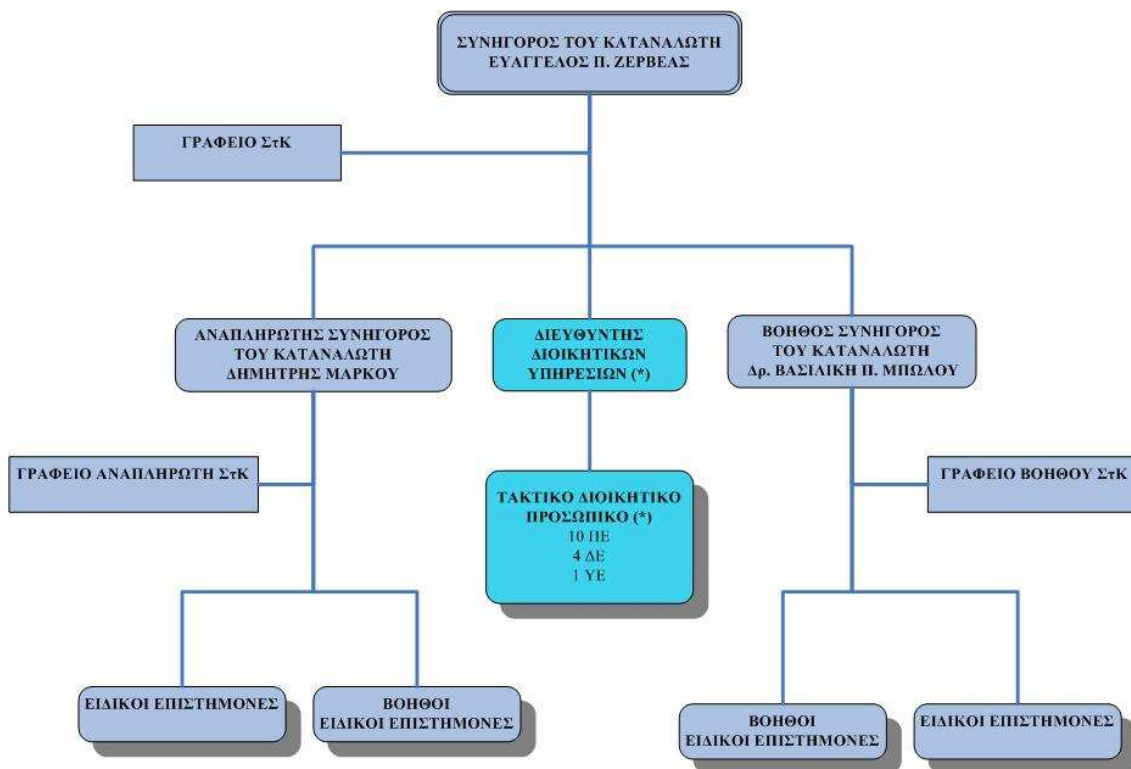 ΣΥΝΗΓΟΡΟΣ ΤΟΥ ΚΑΤΑΝΑΛΩΤΗ
ΕΥΑΓΓΕΛΟΣ Π. ΖΕΡΒΕΑΣ
ΓΡΑΦΕΙΟ ΣτΚ
ΑΝΑΠΛΗΡΩΤΗΣ ΣΥΝΗΓΟΡΟΣ
ΤΟΥ ΚΑΤΑΝΑΛΩΤΗ
ΔΗΜΗΤΡΗΣ ΜΑΡΚΟΥ
ΔΙΕΥΘΥΝΤΗΣ
ΔΙΟΙΚΗΤΙΚΩΝ
ΥΠΗΡΕΣΙΩΝ (*)
ΒΟΗΘΟΣ ΣΥΝΗΓΟΡΟΣ
ΤΟΥ ΚΑΤΑΝΑΛΩΤΗ
Δρ. ΒΑΣΙΛΙΚΗ Π. ΜΠΩΛΟΥ
ΓΡΑΦΕΙΟ ΑΝΑΠΛΗΡΩΤΗ ΣτΚ
ΤΑΚΤΙΚΟ ΔΙΟΙΚΗΤΙΚΟ
ΠΡΟΣΩΠΙΚΟ (*)
10 ΠΕ
4 ΔΕ
1 ΥΕ
ΓΡΑΦΕΙΟ ΒΟΗΘΟΥ ΣτΚ
ΕΙΔΙΚΟΙ ΕΠΙΣΤΗΜΟΝΕΣ
ΒΟΗΘΟΙ
ΕΙΔΙΚΟΙ ΕΠΙΣΤΗΜΟΝΕΣ
ΒΟΗΘΟΙ
ΕΙΔΙΚΟΙ ΕΠΙΣΤΗΜΟΝΕΣ
ΕΙΔΙΚΟΙ ΕΠΙΣΤΗΜΟΝΕΣ